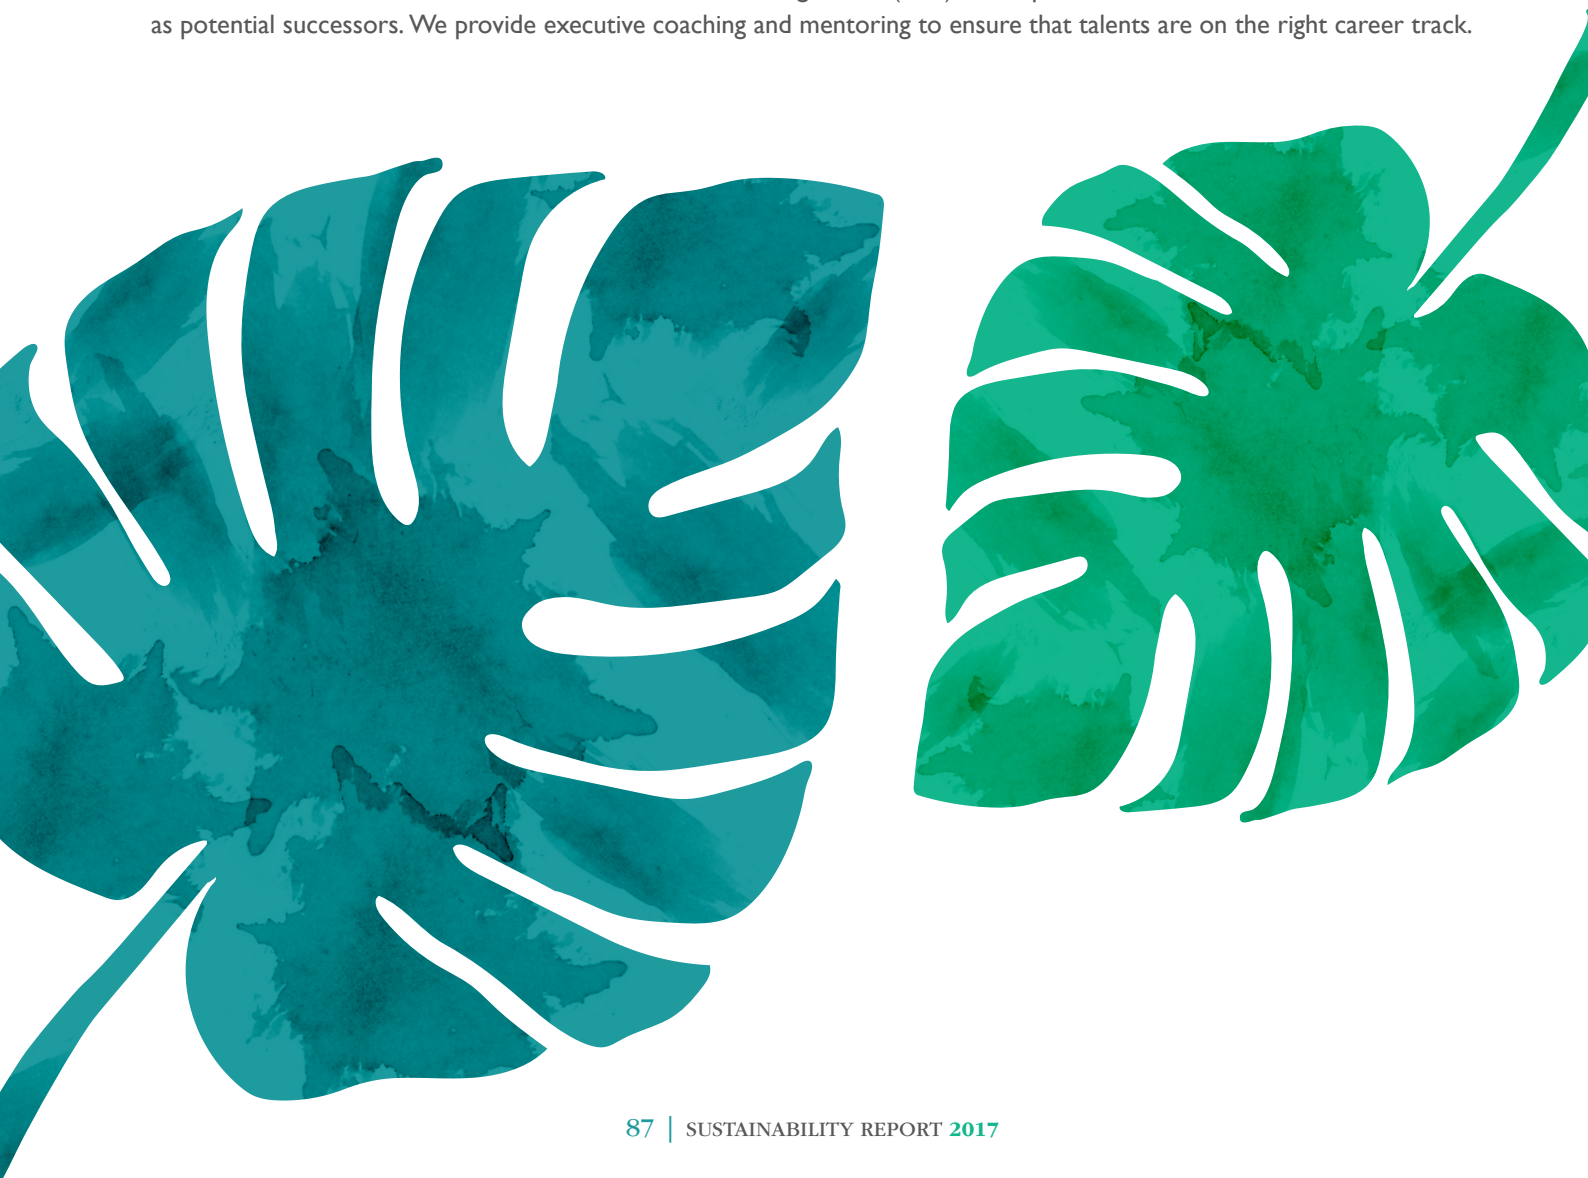 as potential successors. We provide executive coaching and mentoring to ensure that talents are on the right career track.
87 | SUSTAINABILITY REPORT 2017